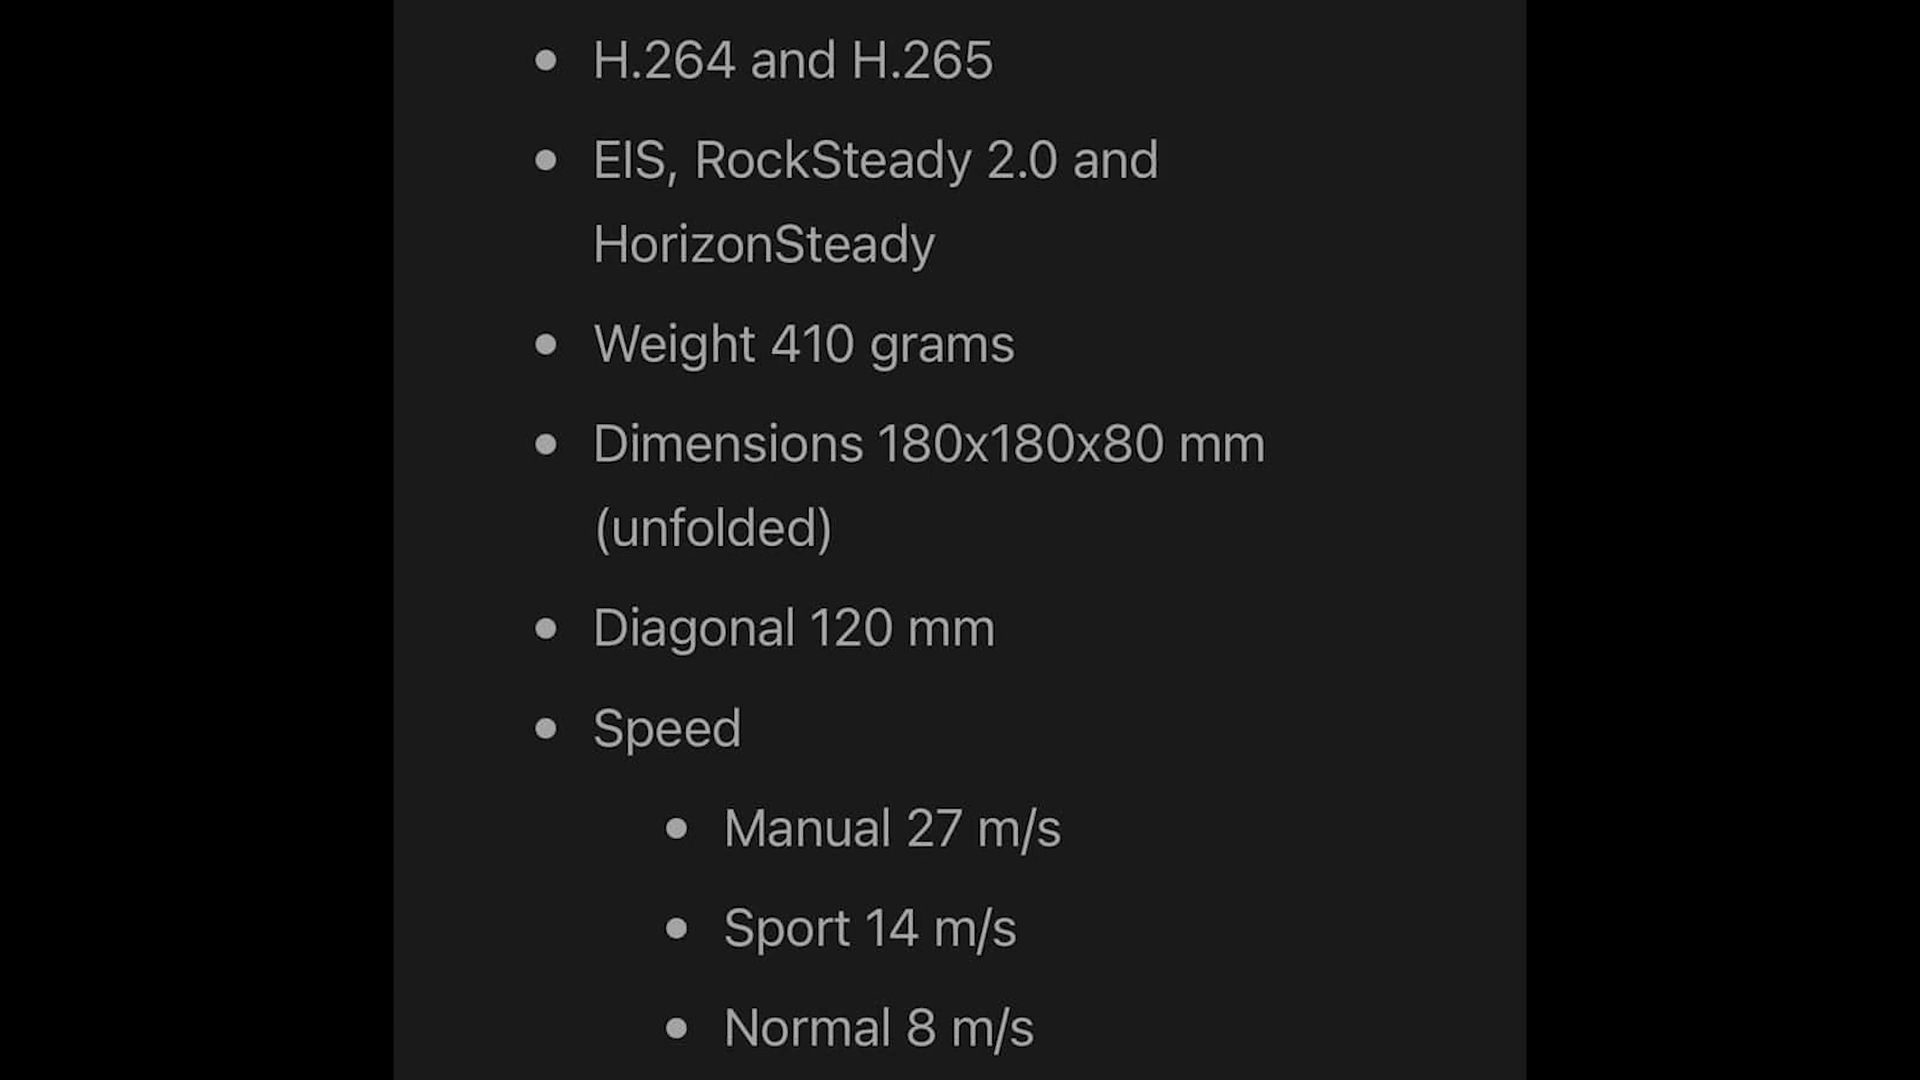 H.264 and H.265
EIS, RockSteady 2.0 and
HorizonSteady
Weight 410 grams
Dimensions 180x180x80 mm
(unfolded)
Diagonal 120 mm
Speed
Manual 27 m/s
Sport 14 m/s
Normal 8 m/s